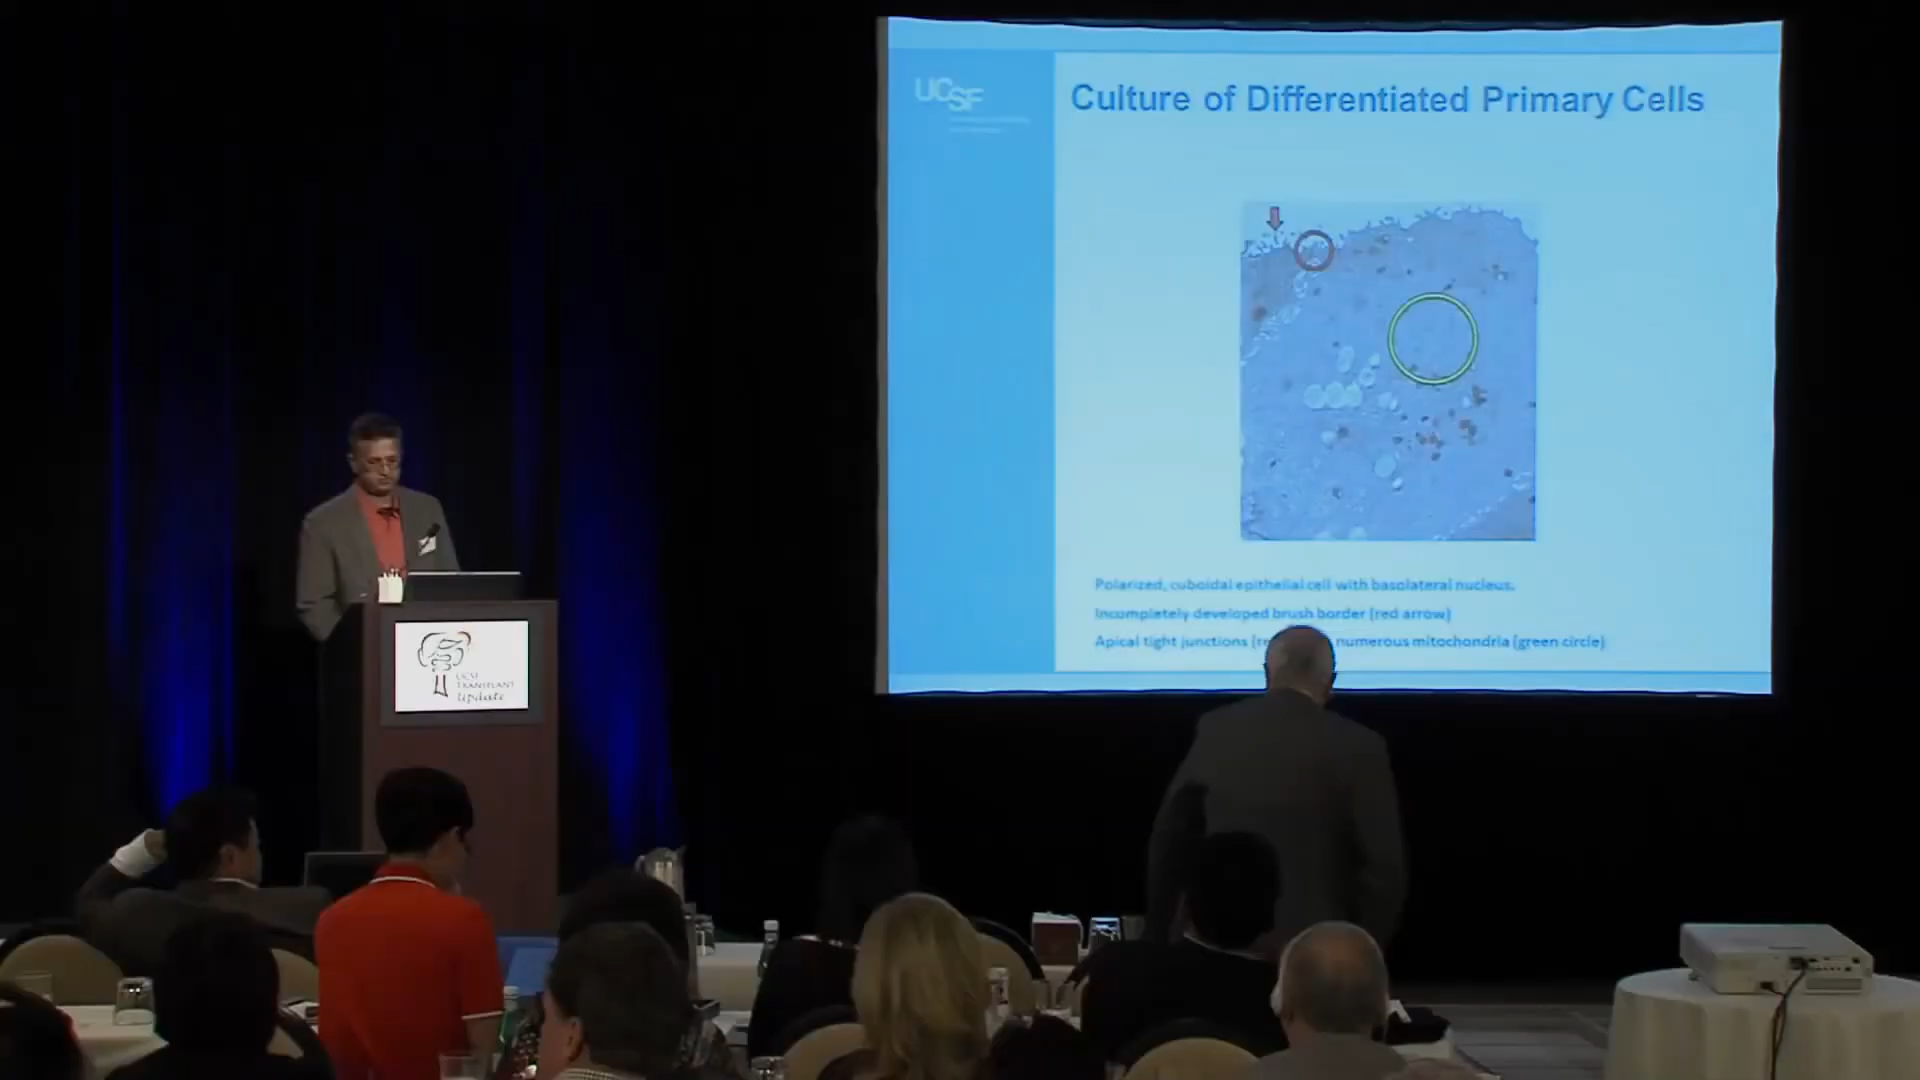 UCSF
Culture of Differentiated Primary Cells
Polarized, cuboidal epithelial cell with basolateral nucleus.
Incompletely developed brush border (red arrow)
Apical tight junctions numerous mitochondria (green circle)
UCSF
TRANSPLANT
Update